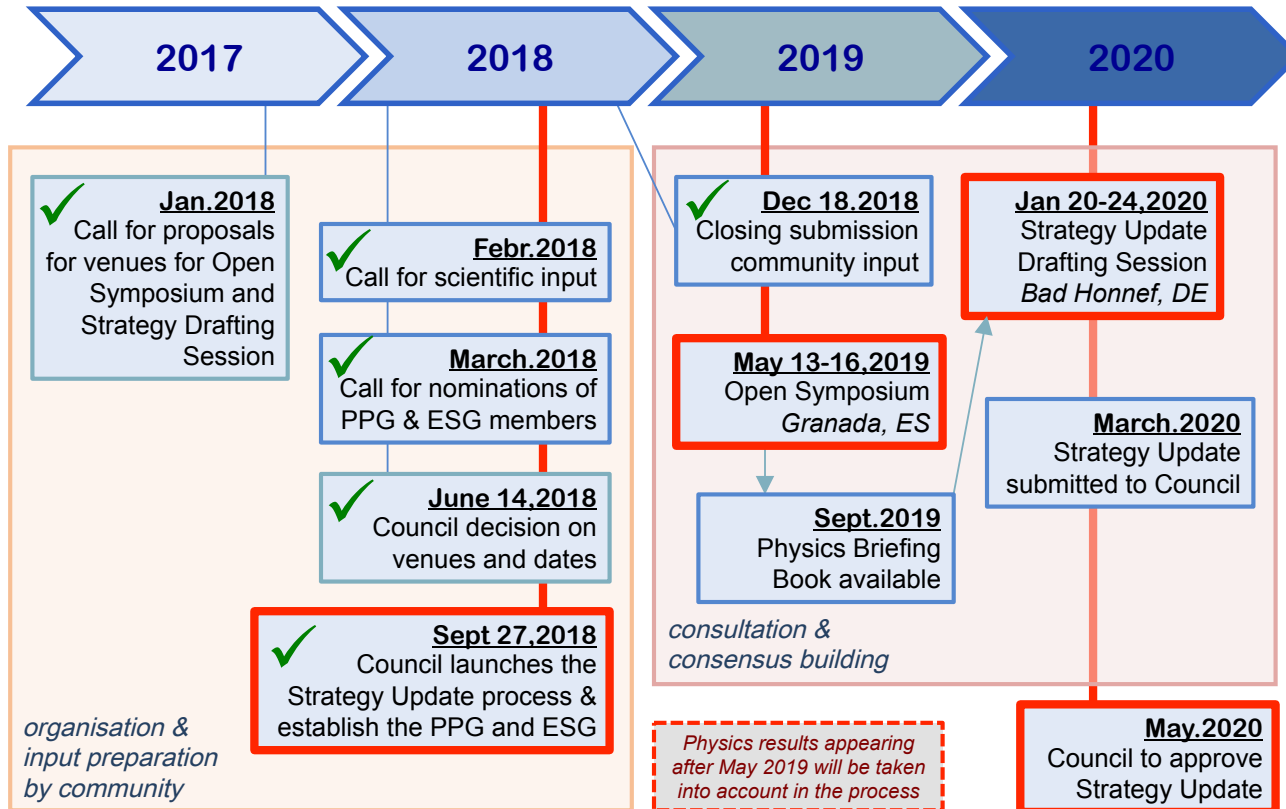 2017
2018
2019
2020
Jan.2018
Call for proposals
for venues for Open
Symposium and
Strategy Drafting
Session
Febr.2018
Call for scientific input
March.2018
Call for nominations of
PPG & ESG members
June 14,2018
Council decision on
venues and dates
Sept 27,2018
Council launches the
Strategy Update process &
establish the PPG and ESG
organisation &
input preparation
by community
Dec 18.2018
Closing submission
community input
May 13-16,2019
Open Symposium
Granada, ES
Sept.2019
Physics Briefing
Book available
consultation &
consensus building
Jan 20-24,2020
Strategy Update
Drafting Session
Bad Honnef, DE
March.2020
Strategy Update
submitted to Council
Physics results appearing
after May 2019 will be taken
into account in the process
May.2020
Council to approve
Strategy Update